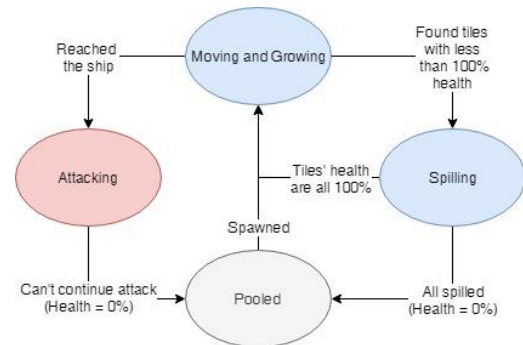 Reached
the ship
Moving and Growing
Found tiles
with less
than 100%
health
Attacking
Tiles' health
are all 100%
Spilling
Spawned
Can't continue attack
(Health = 0%)
Pooled
All spilled
(Health = 0%)